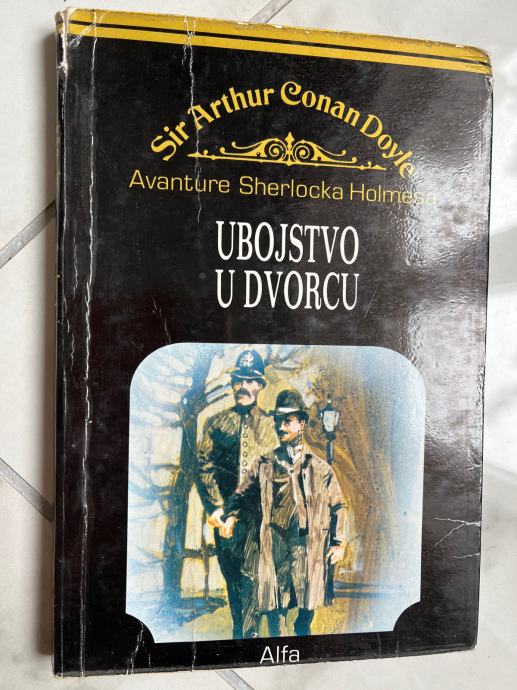 Sir Arthur Conan Doyle
Avanture Sherlocka Holmesa
UBOJSTVO
U DVORCU
Alfa